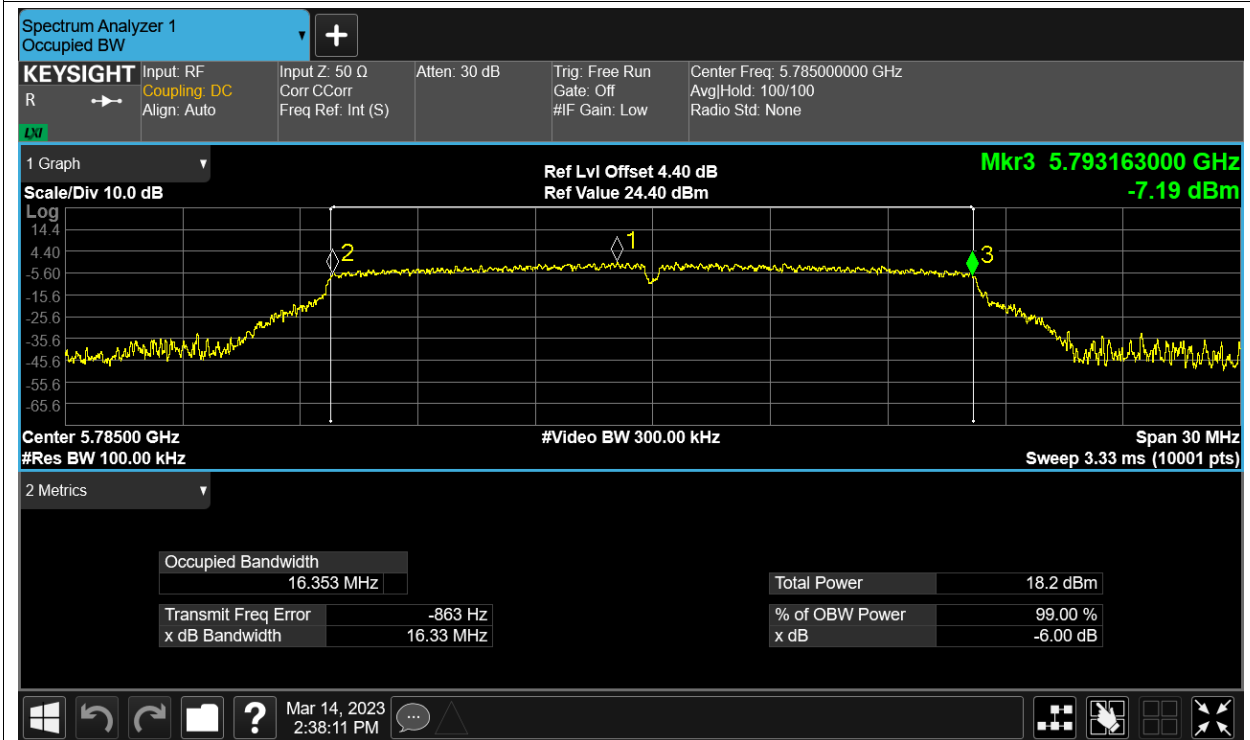 Spectrum Analyzer 1
Occupied BW
KEYSIGHT
R
LXI
Input: RF
Coupling: DC
Align: Auto
Input Z: 50 Ω
Corr CCorr
Freq Ref: Int (S)
Atten: 30 dB
Trig: Free Run
Gate: Off
#IF Gain: Low
Center Freq: 5.785000000 GHz
Avg|Hold: 100/100
Radio Std: None
1 Graph
Scale/Div 10.0 dB
Ref Lvl Offset 4.40 dB
Ref Value 24.40 dBm
Mkr3 5.793163000 GHz
-7.19 dBm
Log
14.4
4.40
-5.60
-15.6
-25.6
-35.6
-45.6
-55.6
-65.6
2
1
3
Center 5.78500 GHz
#Res BW 100.00 kHz
#Video BW 300.00 kHz
Span 30 MHz
Sweep 3.33 ms (10001 pts)
2 Metrics
Occupied Bandwidth
16.353 MHz
Transmit Freq Error -863 Hz
x dB Bandwidth 16.33 MHz
Total Power 18.2 dBm
% of OBW Power 99.00 %
x dB -6.00 dB
?
Mar 14, 2023
2:38:11 PM